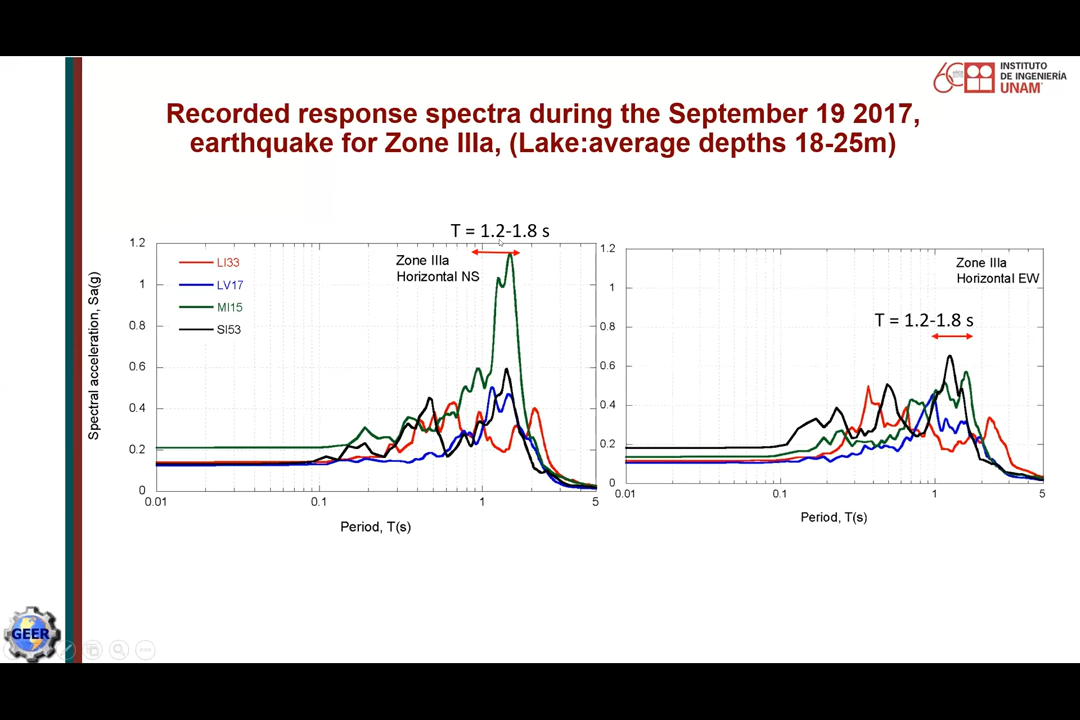 INSTITUTO
DE INGENIERÍA
UNAM
Recorded response spectra during the September 19 2017,
earthquake for Zone IIIa, (Lake:average depths 18-25m)
T = 1.2-1.8 s
Zone IIIa
Horizontal NS
LI33
LV17
MI15
SI53
1.2
1
0.8
0.6
0.4
0.2
0
0.01
0.1
1
5
Spectral acceleration, Sa(g)
Period, T(s)
Zone IIIa
Horizontal EW
T = 1.2-1.8 s
1.2
1
0.8
0.6
0.4
0.2
0
0.01
0.1
1
5
Period, T(s)
GEER